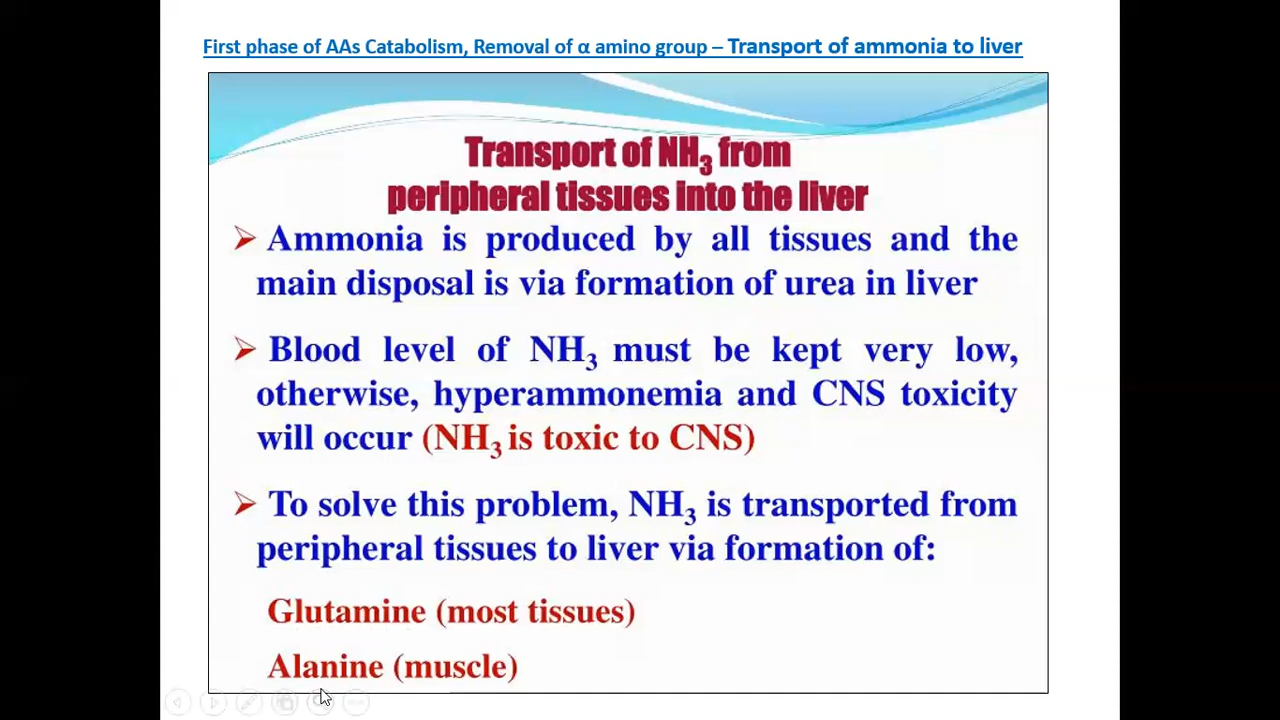 First phase of AAs Catabolism, Removal of α amino group – Transport of ammonia to liver
Transport of NH₃ from
peripheral tissues into the liver
➢ Ammonia is produced by all tissues and the
main disposal is via formation of urea in liver
➢ Blood level of NH₃ must be kept very low,
otherwise, hyperammonemia and CNS toxicity
will occur (NH₃ is toxic to CNS)
➢ To solve this problem, NH₃ is transported from
peripheral tissues to liver via formation of:
Glutamine (most tissues)
Alanine (muscle)